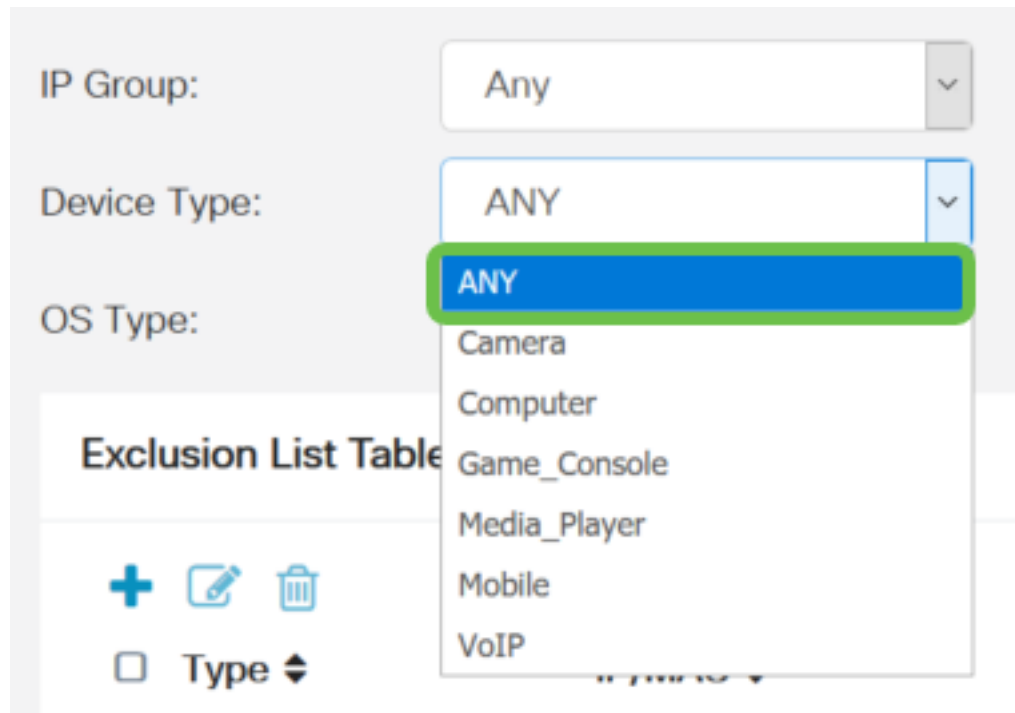 IP Group:
Any
Device Type:
ANY
ANY
OS Type:
Camera
Computer
Exclusion List Table
Game_Console
Media_Player
Mobile
VoIP
Type